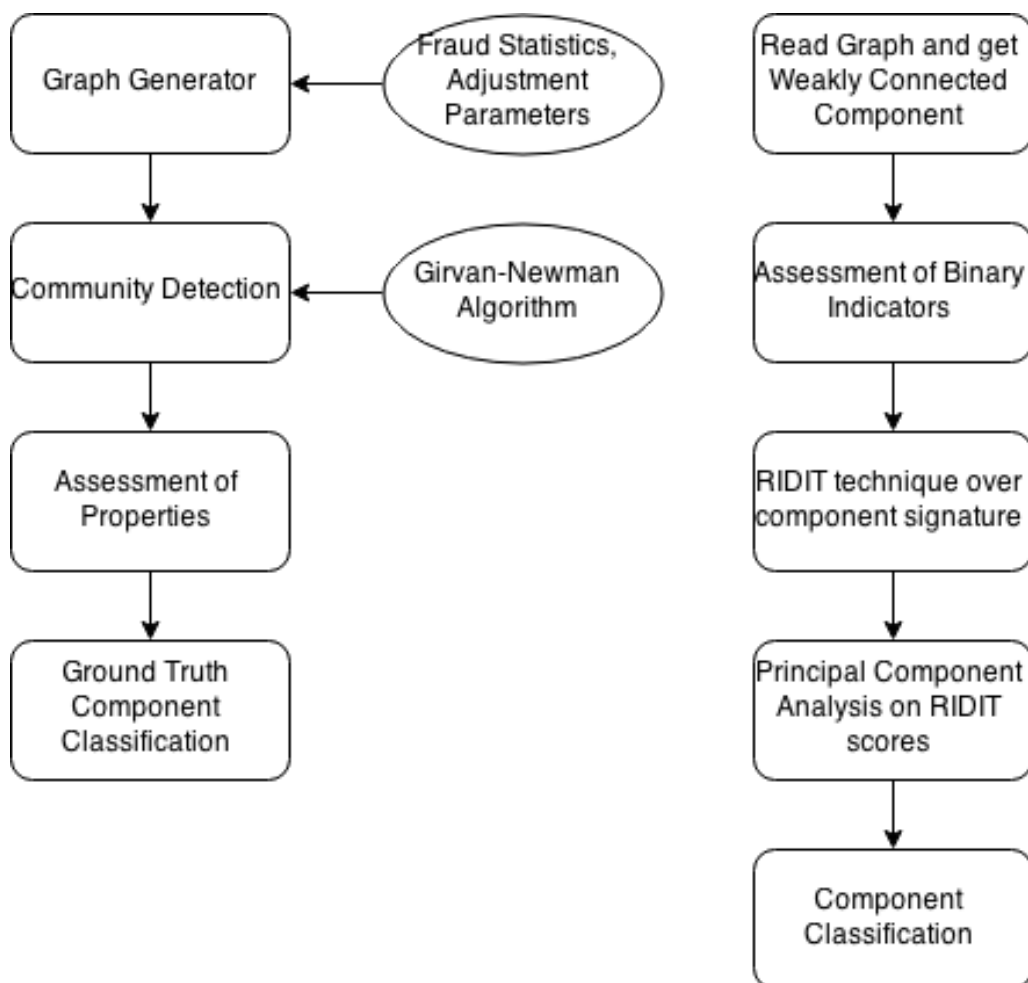 Graph Generator
Fraud Statistics,
Adjustment
Parameters
Community Detection
Girvan-Newman
Algorithm
Assessment of
Properties
Ground Truth
Component
Classification
Read Graph and get
Weakly Connected
Component
Assessment of Binary
Indicators
RIDIT technique over
component signature
Principal Component
Analysis on RIDIT
scores
Component
Classification